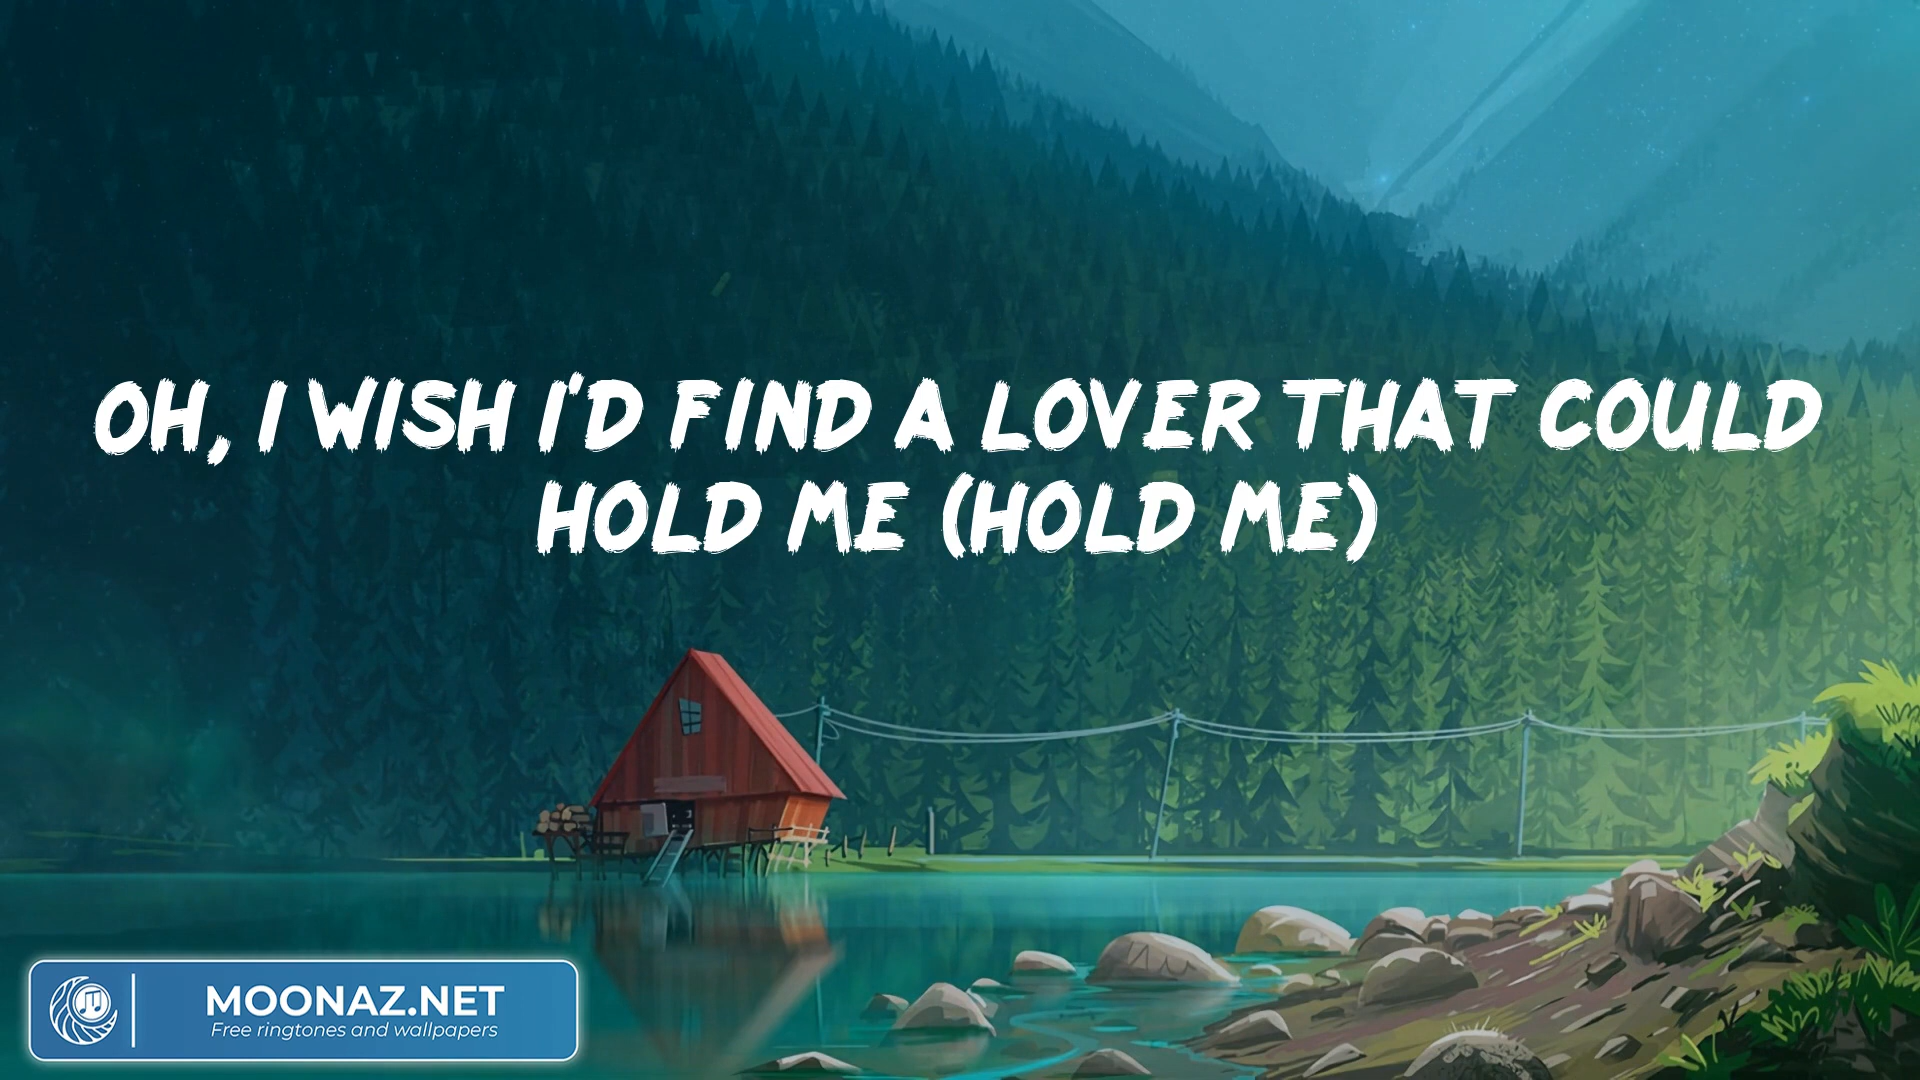 OH, I WISH I'D FIND A LOVER THAT COULD
HOLD ME (HOLD ME)
MOONAZ.NET
Free ringtones and wallpapers